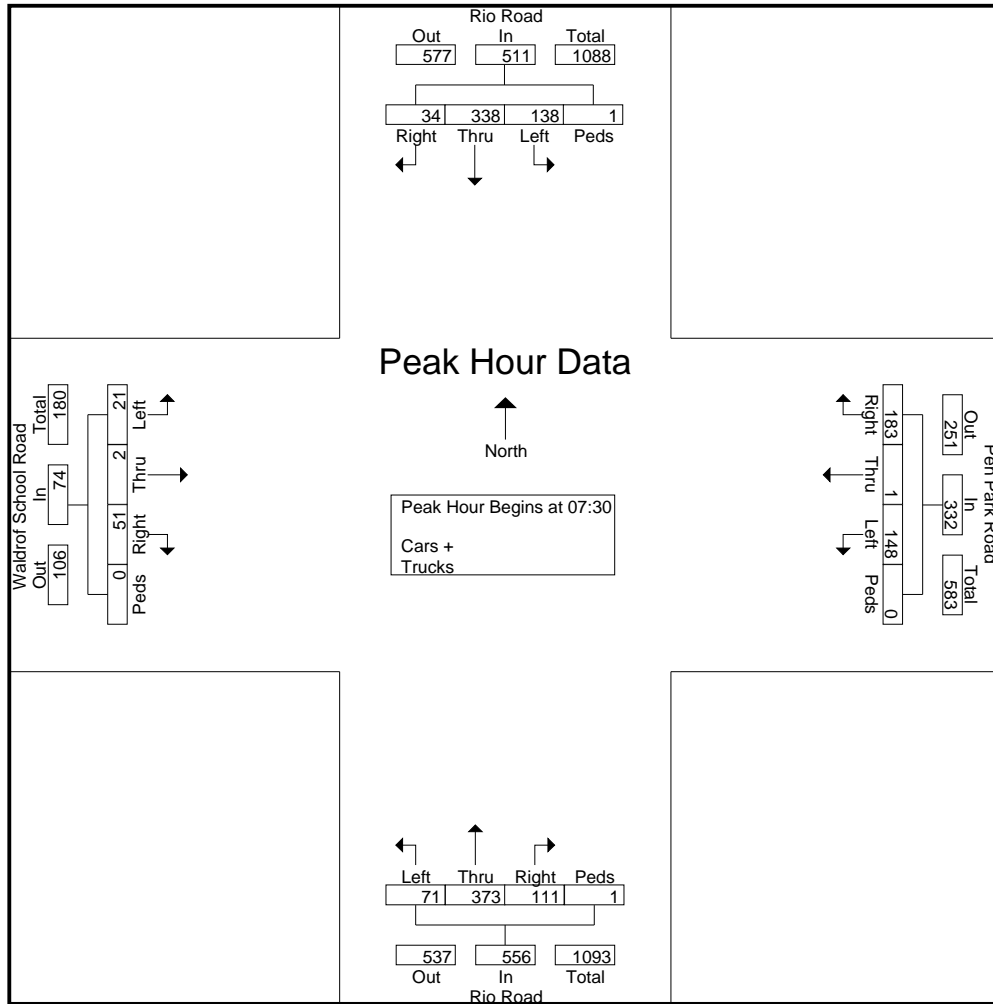 Rio Road
Out In Total
577 511 1088
34 338 138 1
Right Thru Left Peds
Peak Hour Data
North
Peak Hour Begins at 07:30
Cars +
Trucks
Waldrof School Road
Total In Out
180 74 106
21 2 51 0
Left Thru Right Peds
Pen Park Road
Out In Total
251 332 583
183 1 148 0
Right Thru Left Peds
Left Thru Right Peds
71 373 111 1
537 556 1093
Out In Total
Rio Road